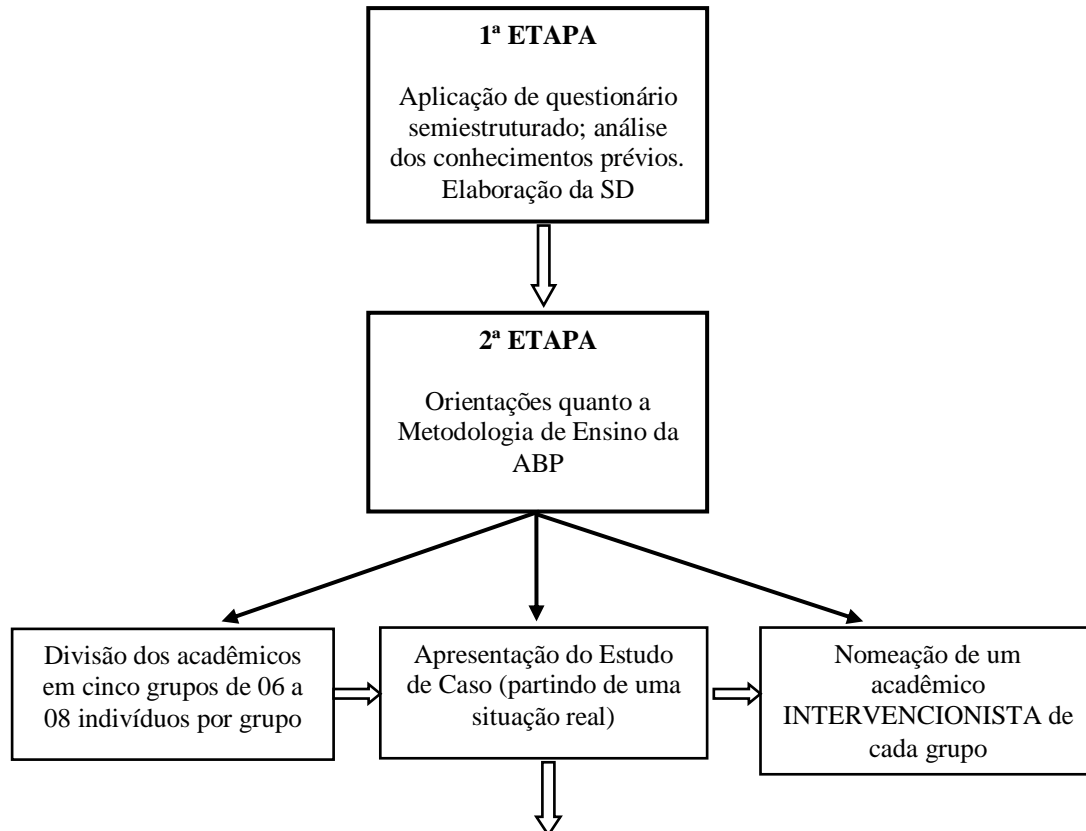 1ª ETAPA
Aplicação de questionário
semiestruturado; análise
dos conhecimentos prévios.
Elaboração da SD
2ª ETAPA
Orientações quanto a
Metodologia de Ensino da
ABP
Divisão dos acadêmicos
em cinco grupos de 06 a
08 indivíduos por grupo
Apresentação do Estudo
de Caso (partindo de uma
situação real)
Nomeação de um
acadêmico
INTERVENCIONISTA de
cada grupo